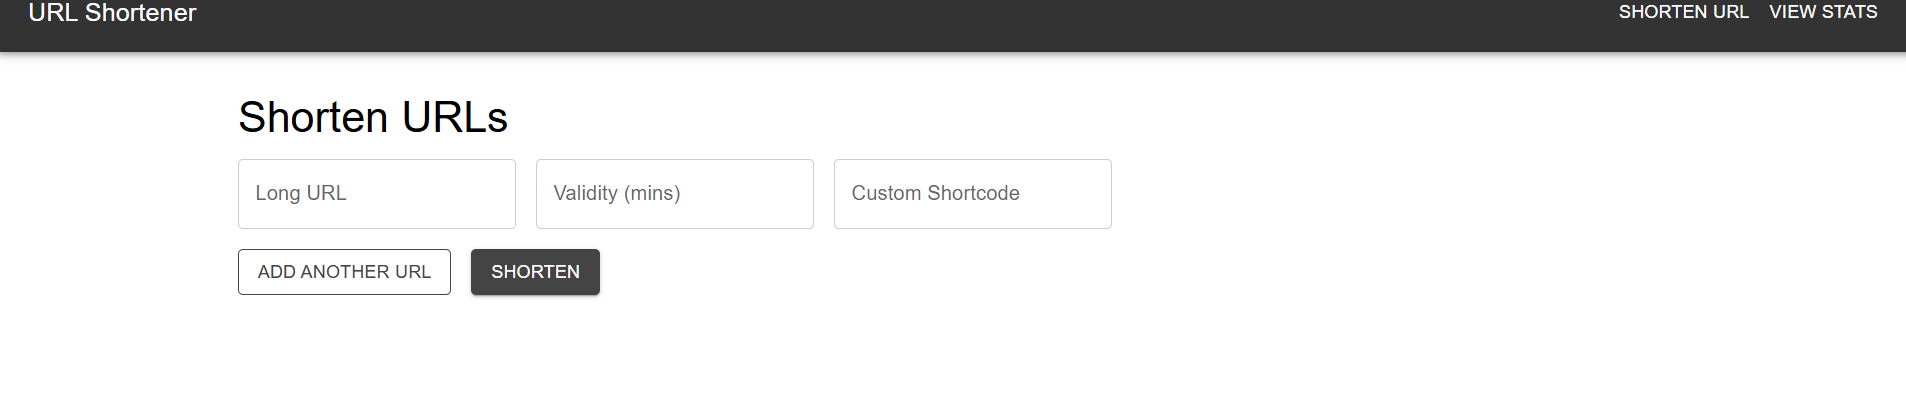 URL Shortener
SHORTEN URL VIEW STATS
Shorten URLs
Long URL
Validity (mins)
Custom Shortcode
ADD ANOTHER URL
SHORTEN